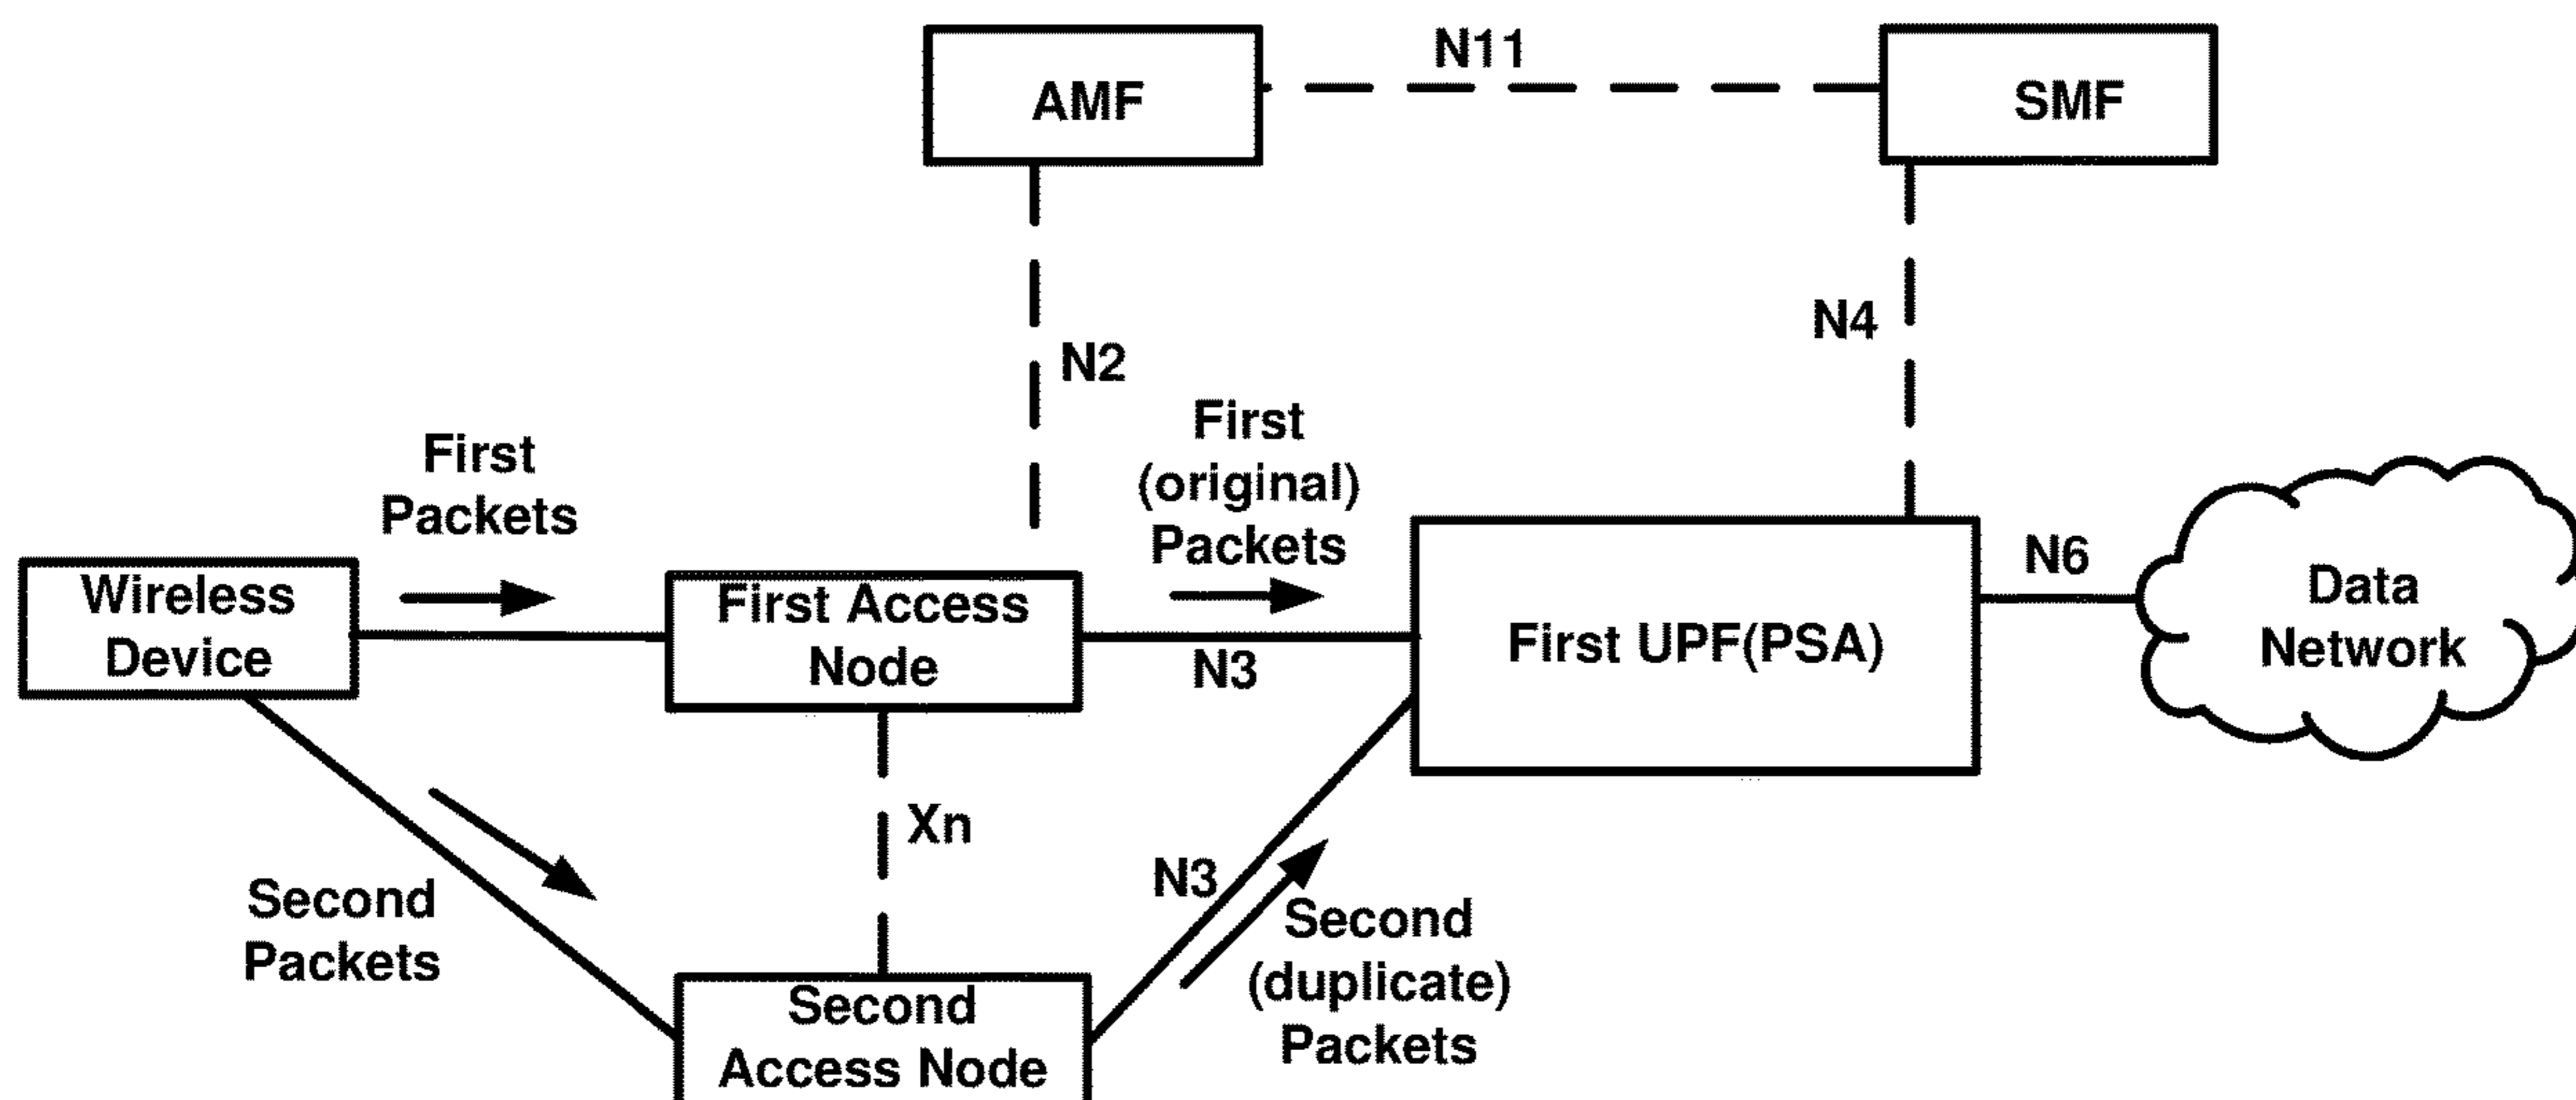 AMF
N11
SMF
N2
N4
First
Packets
First
(original)
Packets
Wireless
Device
First Access
Node
N3
First UPF(PSA)
N6
Data
Network
Xn
Second
Packets
N3
Second
(duplicate)
Packets
Second
Access Node